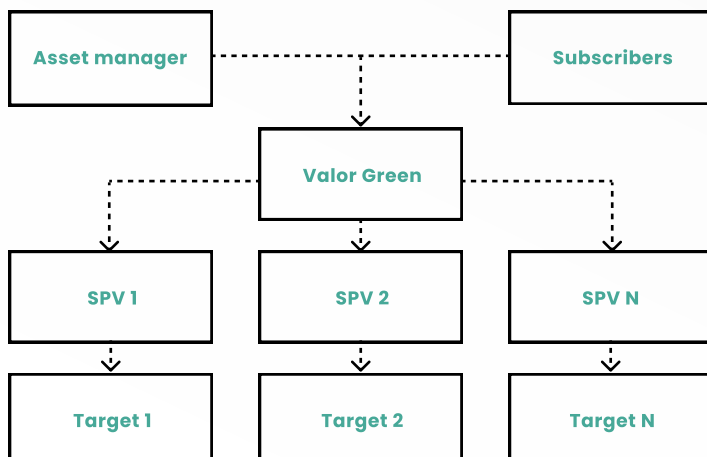 Asset manager
Subscribers
Valor Green
SPV 1
SPV 2
SPV N
Target 1
Target 2
Target N